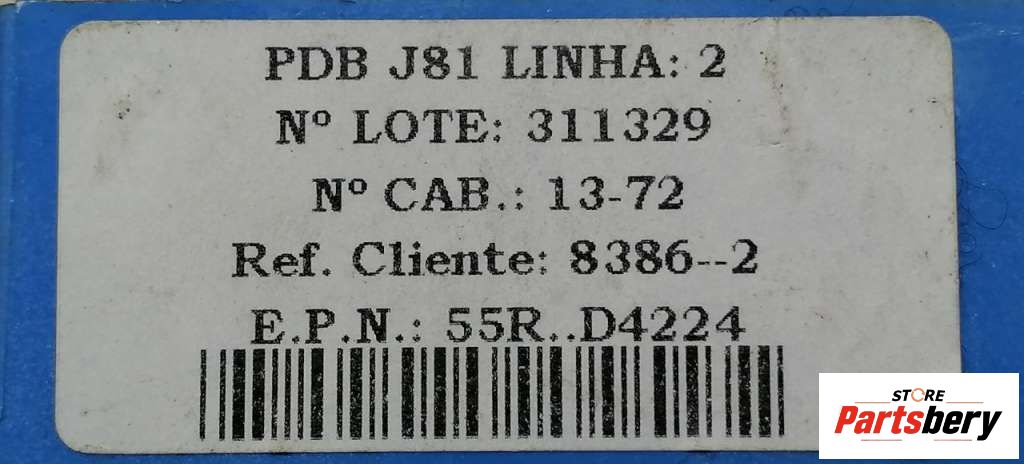 PDB J81 LINHA: 2
Nº LOTE: 311329
Nº CAB.: 13-72
Ref. Cliente: 8386--2
E.P.N.: 55R..D4224
STORE
Partsbery